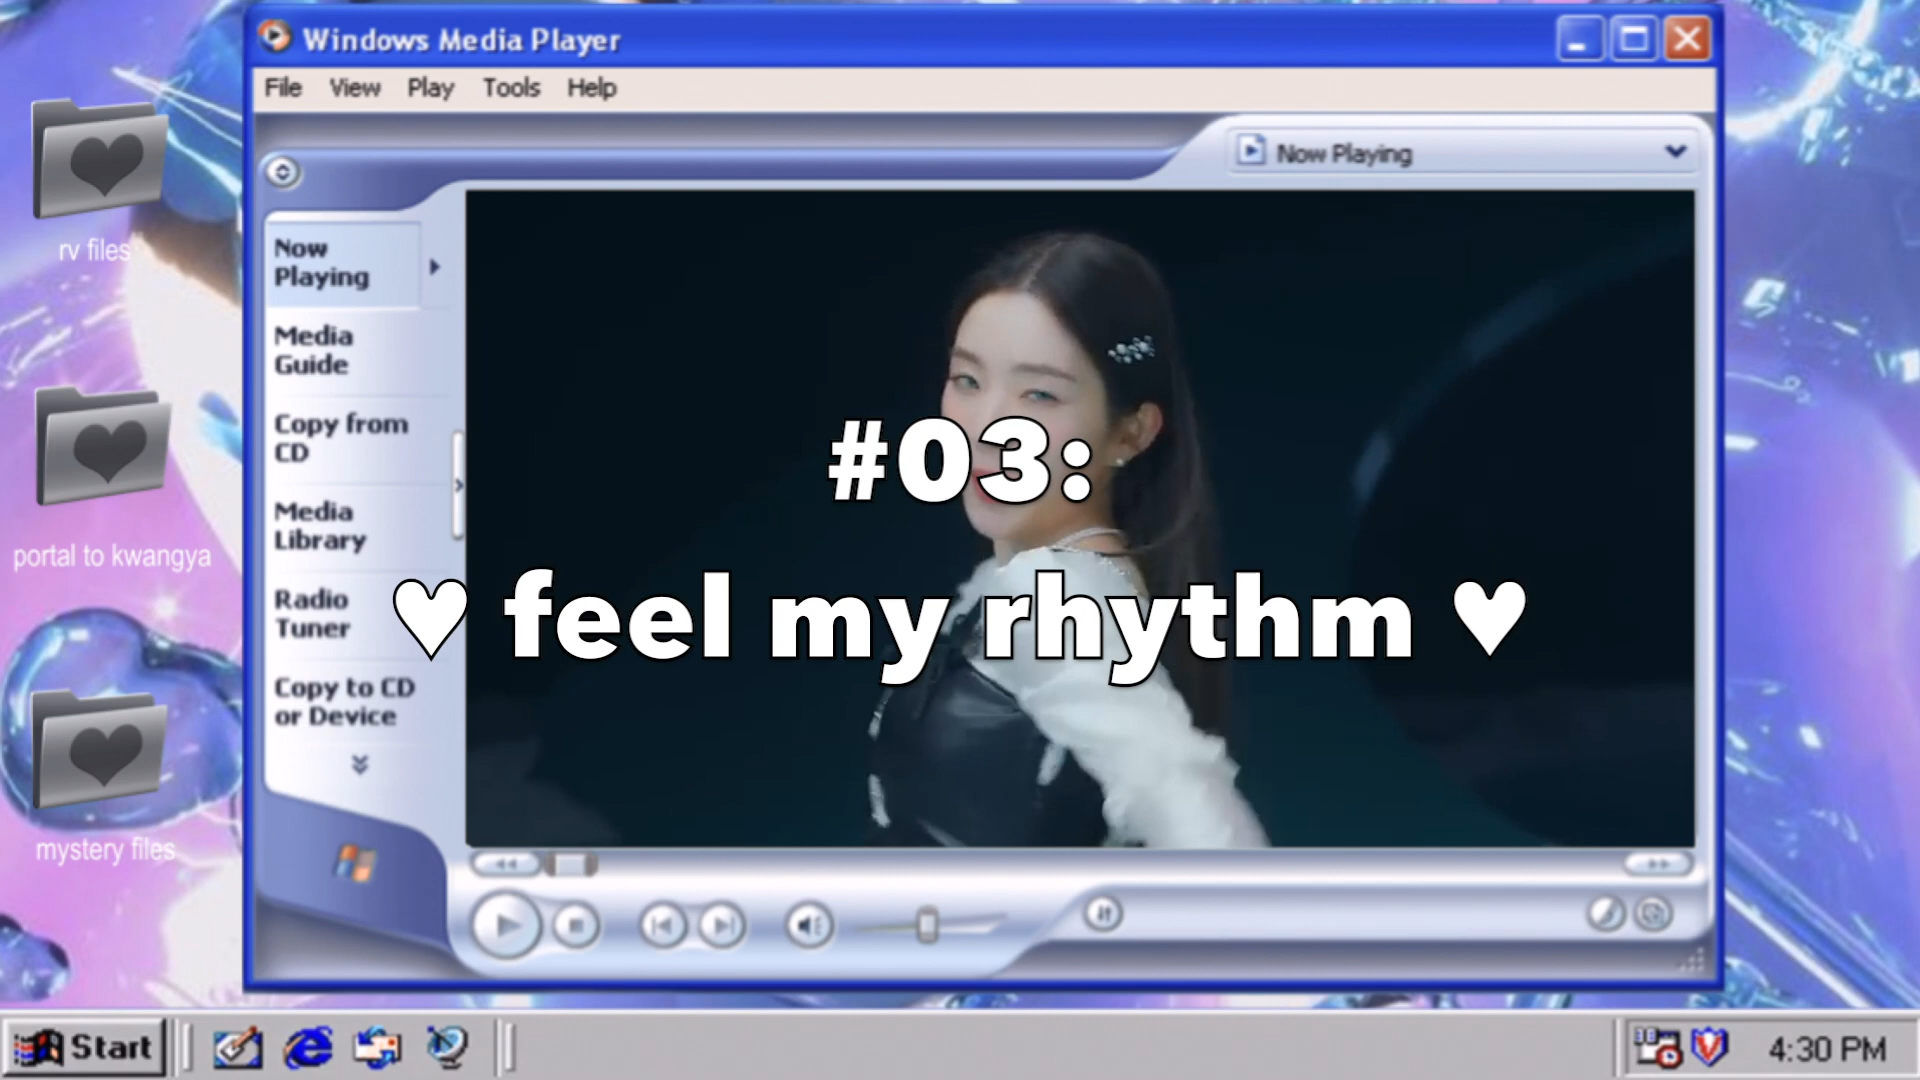 Windows Media Player
File View Play Tools Help
Now Playing
Now
Playing
Media
Guide
Copy from
CD
Media
Library
Radio
Tuner
Copy to CD
or Device
rv files
portal to kwangya
mystery files
#03:
♥ feel my rhythm ♥
Start
4:30 PM